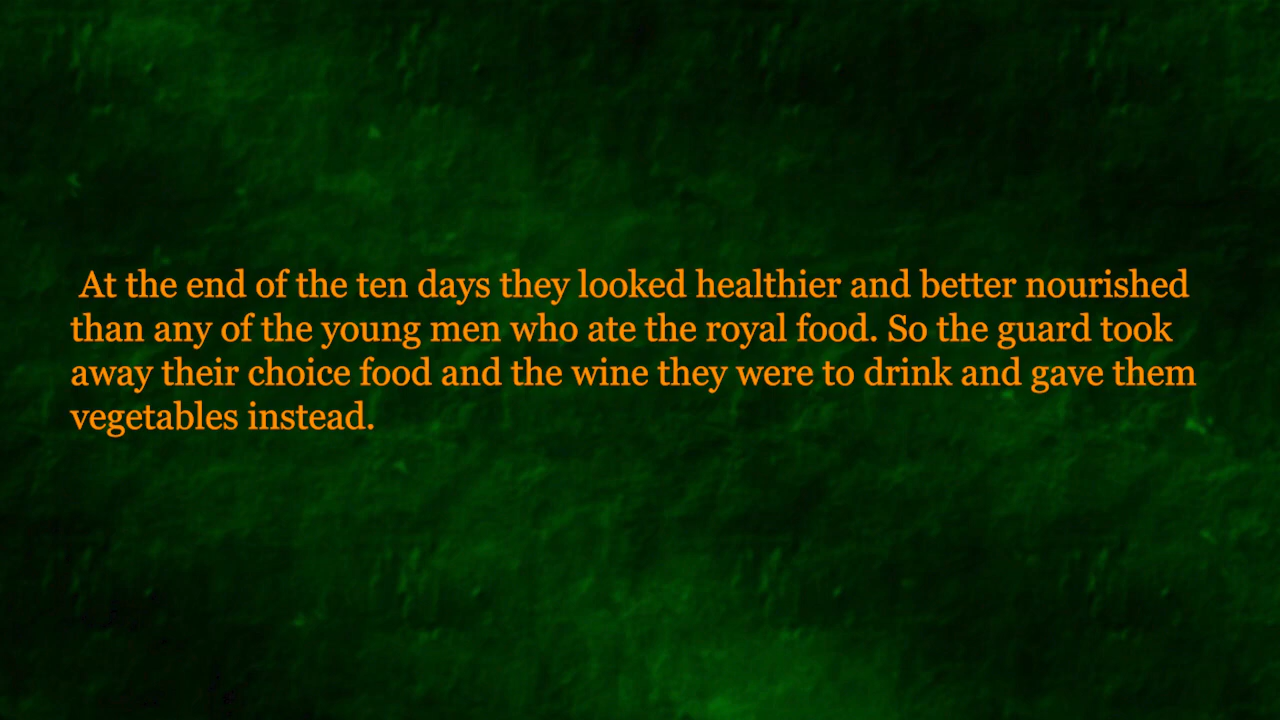 At the end of the ten days they looked healthier and better nourished
than any of the young men who ate the royal food. So the guard took
away their choice food and the wine they were to drink and gave them
vegetables instead.